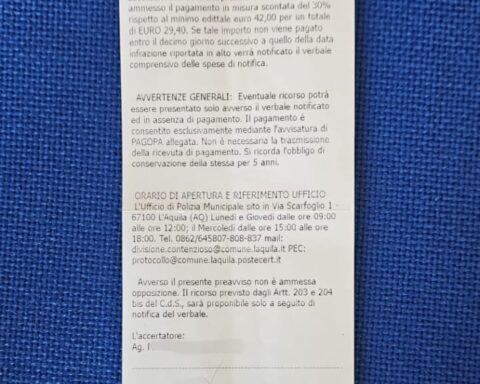 ammesso il pagamento in misura scontata del 30%
rispetto al minimo edittale euro 42,00 per un totale
di EURO 29,40. Se tale importo non viene pagato
entro il decimo giorno successivo a quello della data
infrazione riportata in alto verrà notificato il verbale
comprensivo delle spese di notifica.
AVVERTENZE GENERALI: Eventuale ricorso potrà
essere presentato solo avverso il verbale notificato
ed in assenza di pagamento. Il pagamento è
consentito esclusivamente mediante l'avvisatura di
PAGOPA allegata. Non è necessaria la trasmissione
della ricevuta di pagamento. Si ricorda l'obbligo di
conservazione della stessa per 5 anni.
ORARIO DI APERTURA E RIFERIMENTO UFFICIO
L'Ufficio di Polizia Municipale sito in Via Scarfoglio 1 -
67100 L'Aquila (AQ) Lunedi e Giovedi dalle ore 09:00
alle ore 12:00; il Mercoledi dalle ore 15:00 alle ore
18:00. Tel. 0862/645807-808-837 mail:
divisione.contenzioso@comune.laquila.it PEC:
protocollo@comune.laquila.postecert.it
Avverso il presente preavviso non è ammessa
opposizione. Il ricorso previsto dagli Artt. 203 e 204
bis del C.d.S., sarà proponibile solo a seguito di
notifica del verbale.
L'accertatore:
Ag.